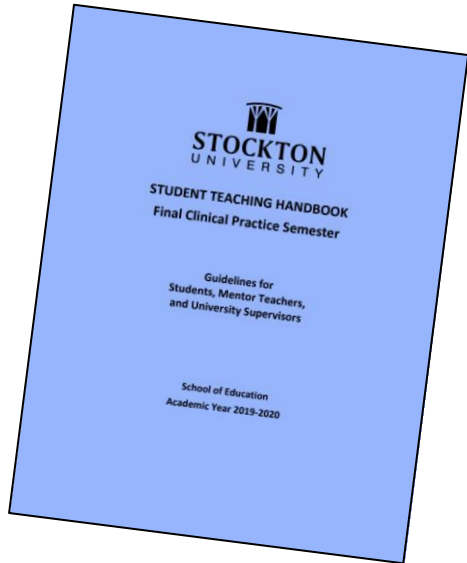 STOCKTON
UNIVERSITY
STUDENT TEACHING HANDBOOK
Final Clinical Practice Semester
Guidelines for
Students, Mentor Teachers,
and University Supervisors
School of Education
Academic Year 2019-2020